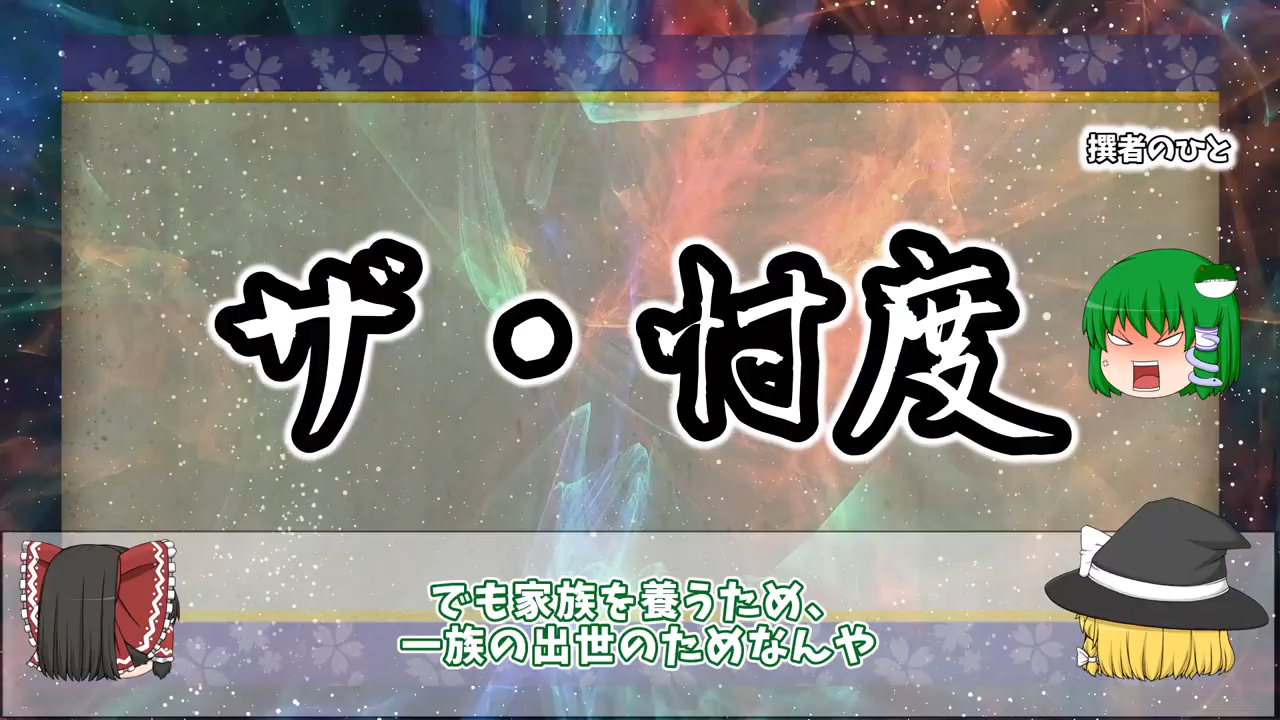 撰者のひと
ザ・忖度
でも家族を養うため、
一族の出世のためなんや